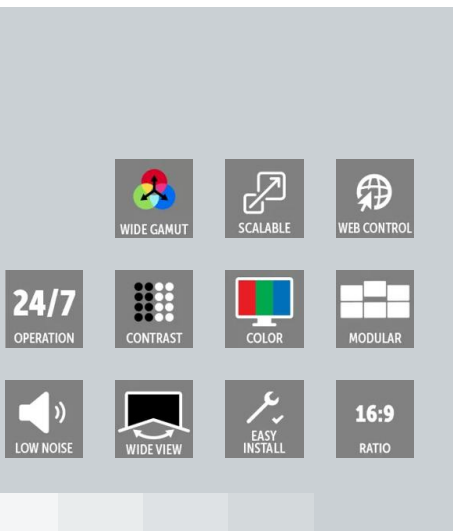 WIDE GAMUT
SCALABLE
WEB CONTROL
24/7
OPERATION
CONTRAST
COLOR
MODULAR
LOW NOISE
WIDE VIEW
EASY
INSTALL
16:9
RATIO